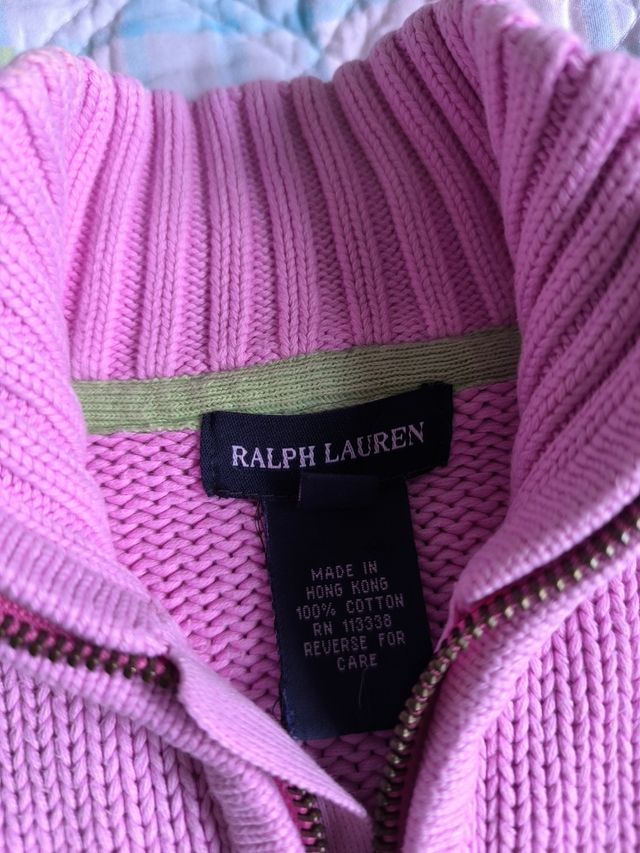 RALPH LAUREN
MADE IN
HONG KONG
100% COTTON
RN 113338
REVERSE FOR
CARE